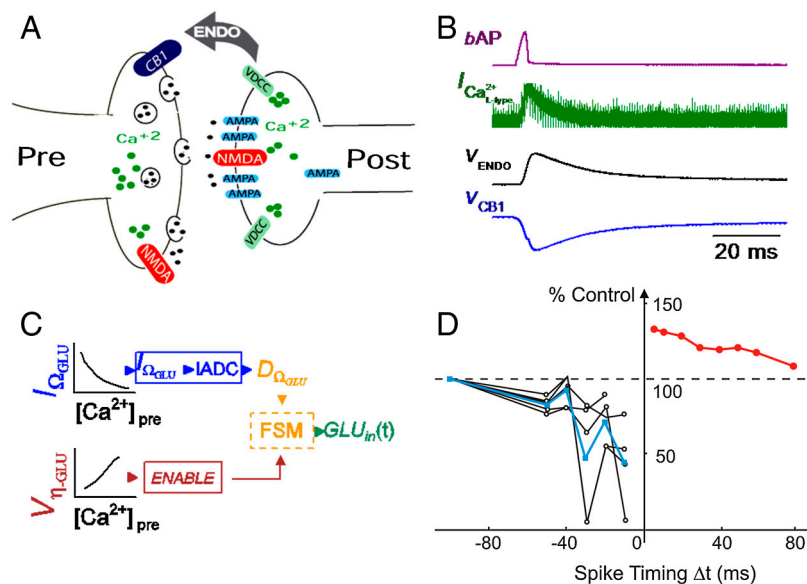 A
ENDO
CB1
VDCC
Ca+2
AMPA
AMPA
Ca+2
Pre
NMDA
AMPA
Post
AMPA
AMPA
NMDA
VDCC
B
bAP
I Ca2+ L-type
VENDO
VCB1
20 ms
C
IΩGLU
[Ca2+]pre
IΩGLU IADC
DΩGLU
FSM
GLUin(t)
Vη-GLU
[Ca2+]pre
ENABLE
D
% Control
150
100
50
-80 -40 0 40 80
Spike Timing Δt (ms)